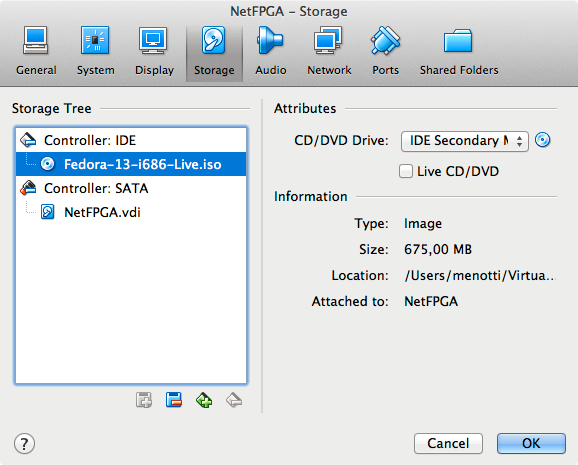 NetFPGA – Storage
General
System
Display
Storage
Audio
Network
Ports
Shared Folders
Storage Tree
Controller: IDE
Fedora-13-i686-Live.iso
Controller: SATA
NetFPGA.vdi
Attributes
CD/DVD Drive: IDE Secondary M
Live CD/DVD
Information
Type: Image
Size: 675,00 MB
Location: /Users/menotti/Virtua...
Attached to: NetFPGA
?
Cancel
OK